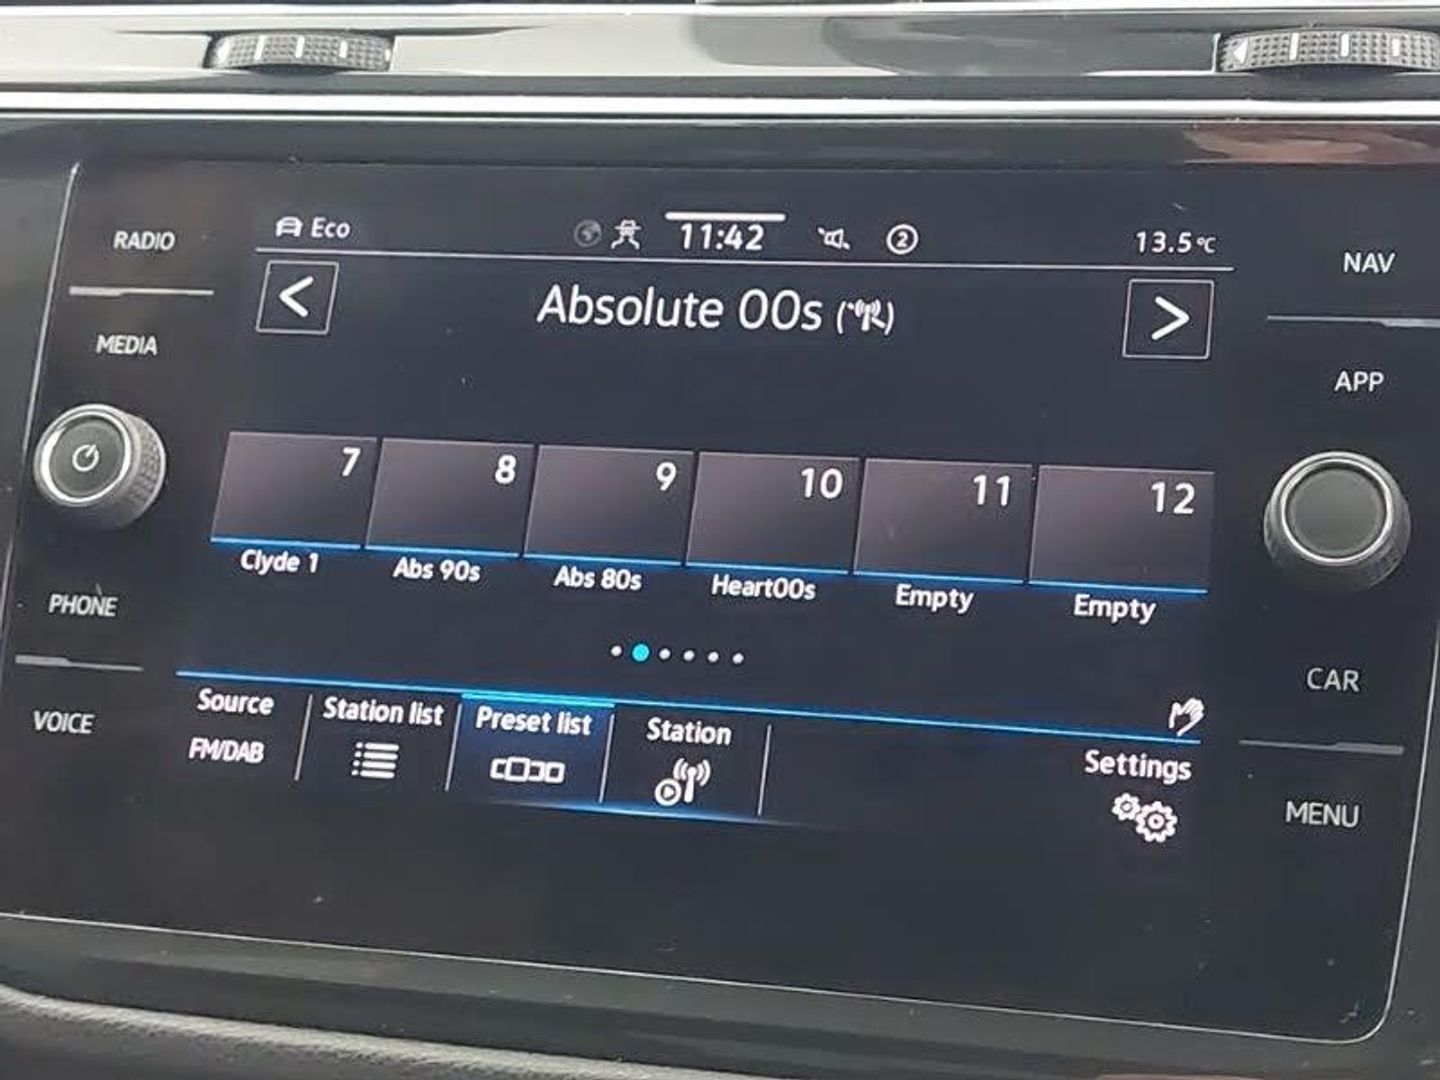 RADIO
MEDIA
PHONE
VOICE
Eco
11:42
2
13.5°C
<
Absolute 00s
>
7
8
9
10
11
12
Clyde 1
Abs 90s
Abs 80s
Heart00s
Empty
Empty
Source
FM/DAB
Station list
Preset list
Station
Settings
NAV
APP
CAR
MENU